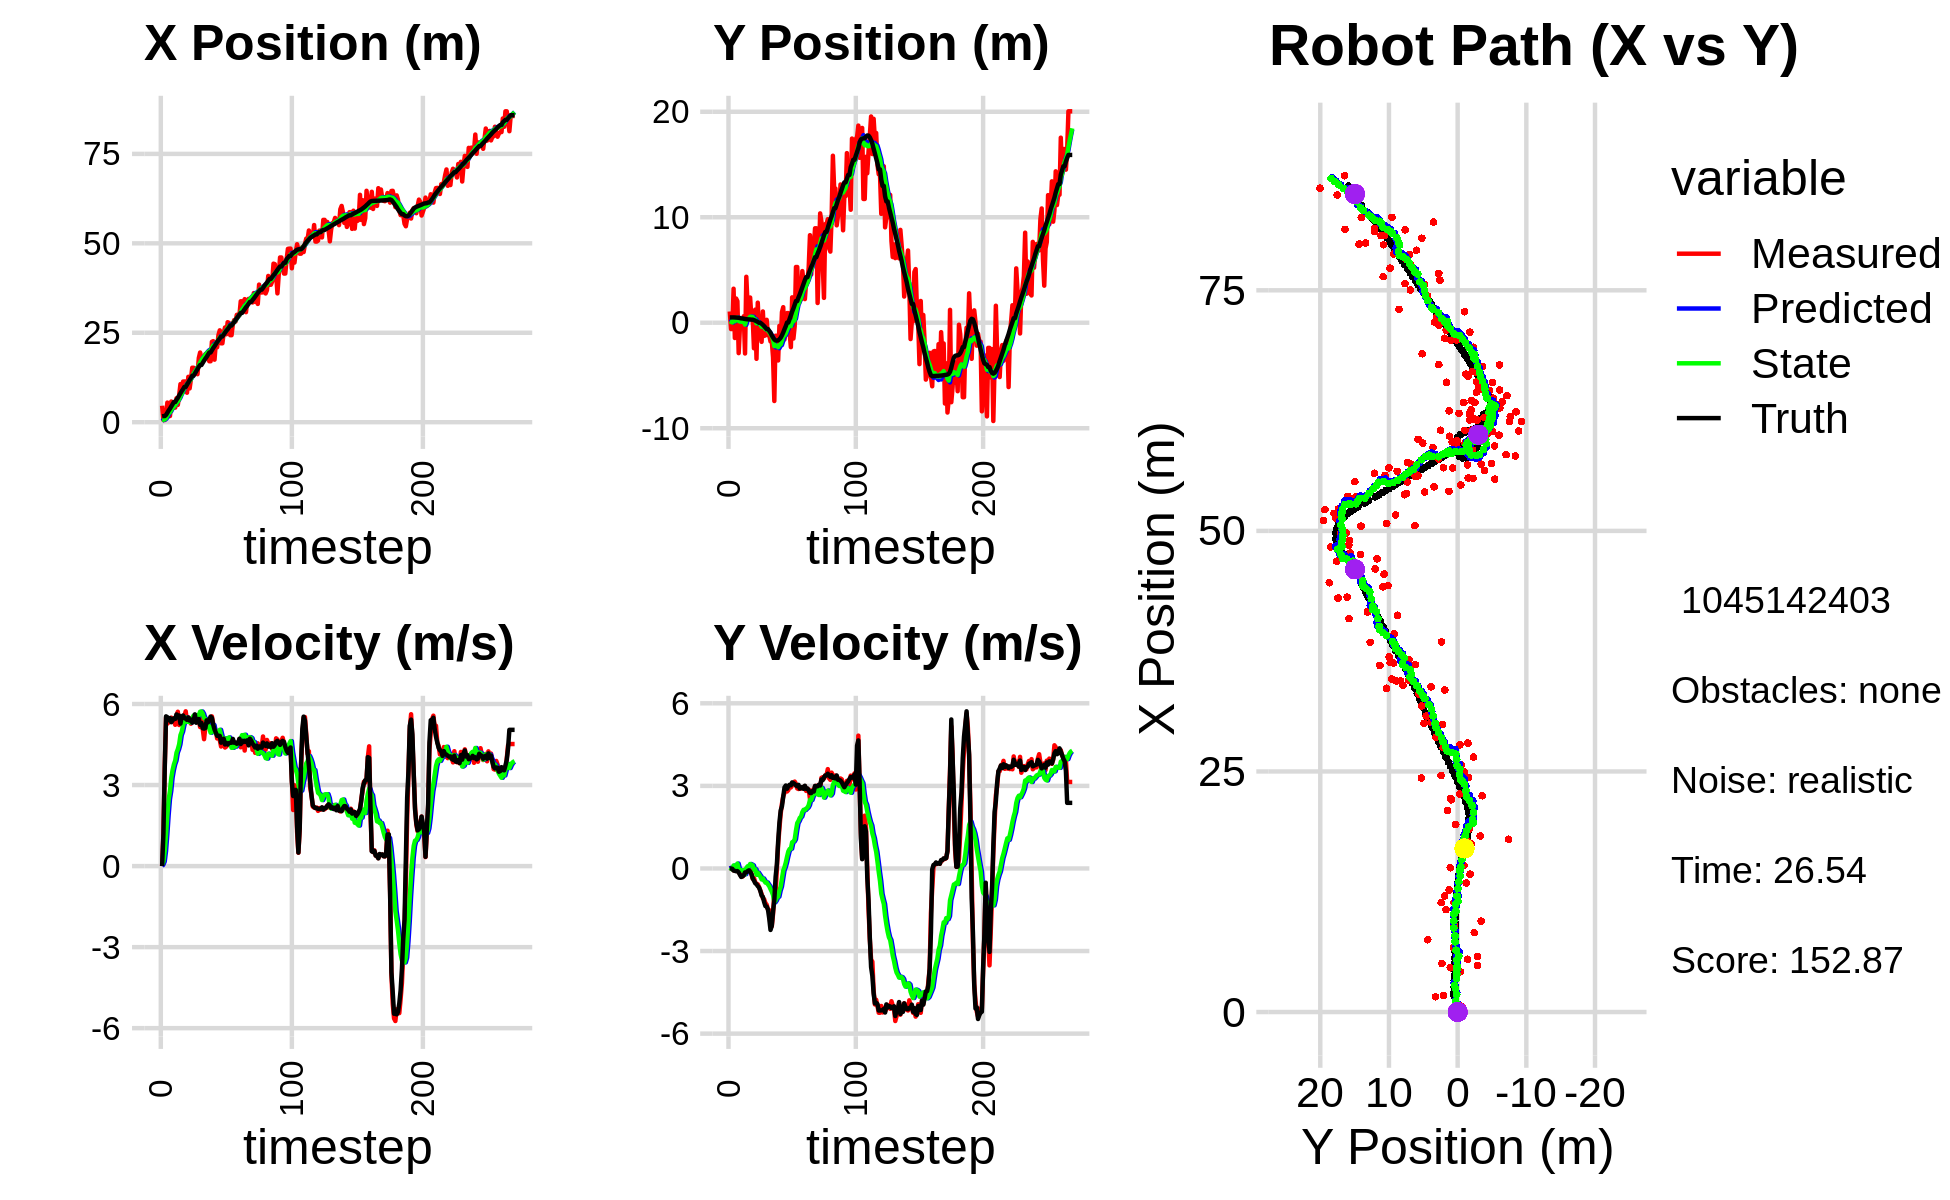 X Position (m)
75
50
25
0
0 100 200
timestep
Y Position (m)
20
10
0
-10
0 100 200
timestep
X Velocity (m/s)
6
3
0
-3
-6
0 100 200
timestep
Y Velocity (m/s)
6
3
0
-3
-6
0 100 200
timestep
Robot Path (X vs Y)
X Position (m)
75
50
25
0
20 10 0 -10 -20
Y Position (m)
variable
Measured
Predicted
State
Truth
1045142403
Obstacles: none
Noise: realistic
Time: 26.54
Score: 152.87